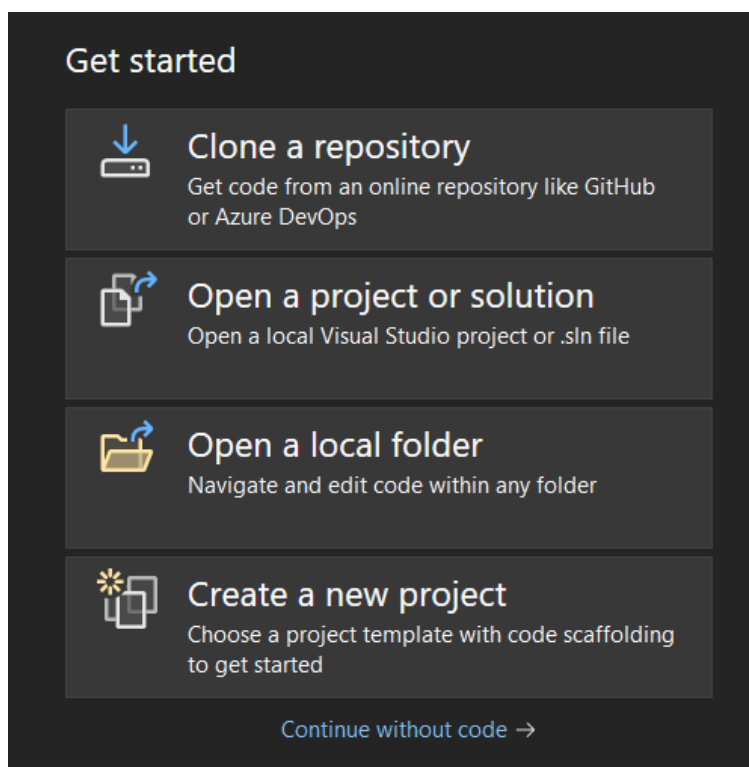 Get started
Clone a repository
Get code from an online repository like GitHub
or Azure DevOps
Open a project or solution
Open a local Visual Studio project or .sln file
Open a local folder
Navigate and edit code within any folder
Create a new project
Choose a project template with code scaffolding
to get started
Continue without code →